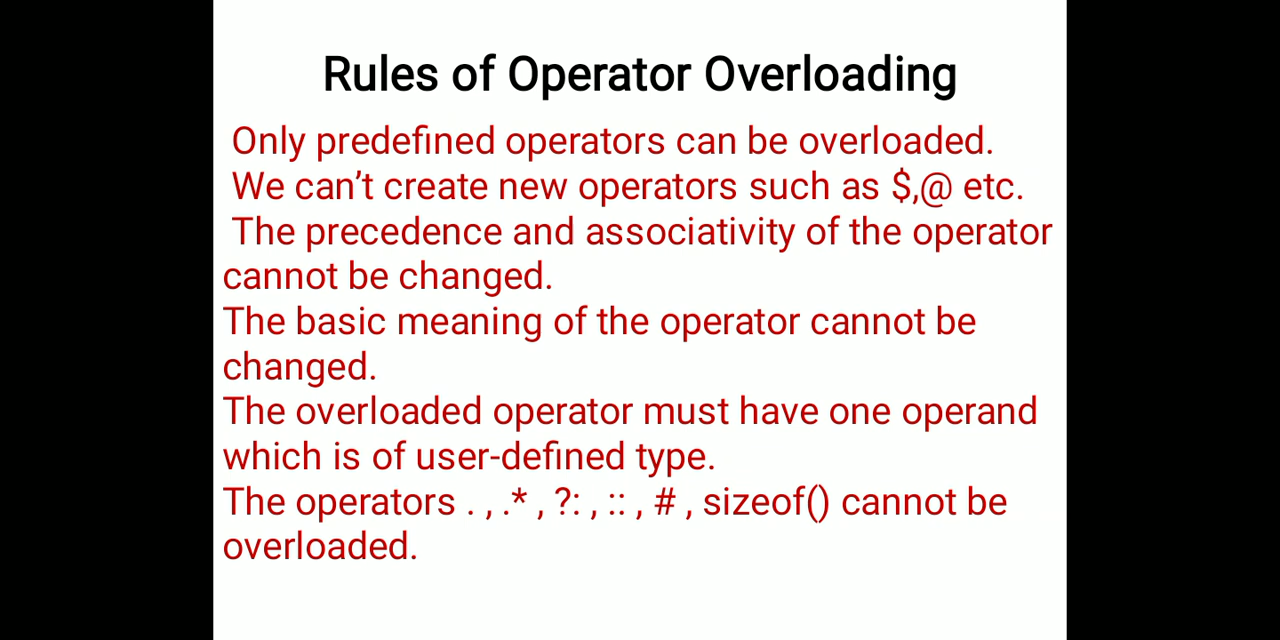 Rules of Operator Overloading
Only predefined operators can be overloaded.
We can’t create new operators such as $,@ etc.
The precedence and associativity of the operator
cannot be changed.
The basic meaning of the operator cannot be
changed.
The overloaded operator must have one operand
which is of user-defined type.
The operators . , .* , ?: , :: , # , sizeof() cannot be
overloaded.